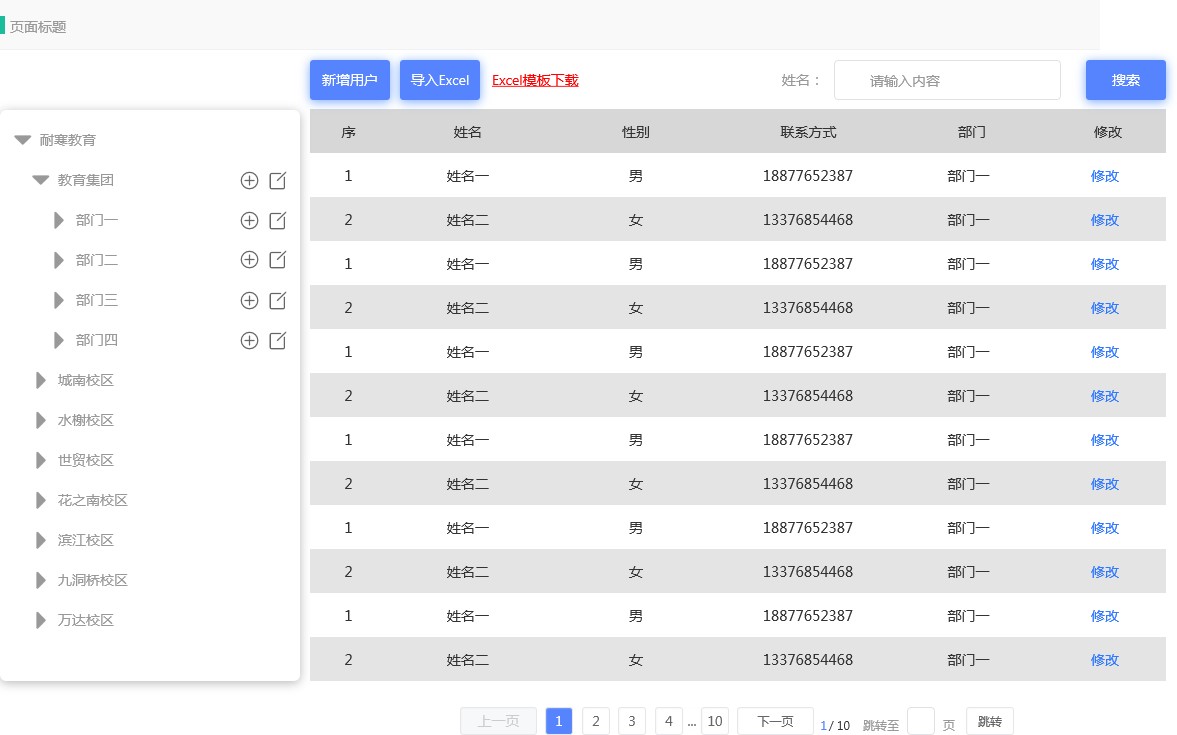 页面标题
新增用户 导入Excel Excel模板下载 姓名： 请输入内容 搜索
耐寒教育
教育集团
部门一
部门二
部门三
部门四
城南校区
水榭校区
世贸校区
花之南校区
滨江校区
九洞桥校区
万达校区
序 姓名 性别 联系方式 部门 修改
1 姓名一 男 18877652387 部门一 修改
2 姓名二 女 13376854468 部门一 修改
1 姓名一 男 18877652387 部门一 修改
2 姓名二 女 13376854468 部门一 修改
1 姓名一 男 18877652387 部门一 修改
2 姓名二 女 13376854468 部门一 修改
1 姓名一 男 18877652387 部门一 修改
2 姓名二 女 13376854468 部门一 修改
1 姓名一 男 18877652387 部门一 修改
2 姓名二 女 13376854468 部门一 修改
1 姓名一 男 18877652387 部门一 修改
2 姓名二 女 13376854468 部门一 修改
上一页 1 2 3 4 ... 10 下一页 1/ 10 跳转至 页 跳转